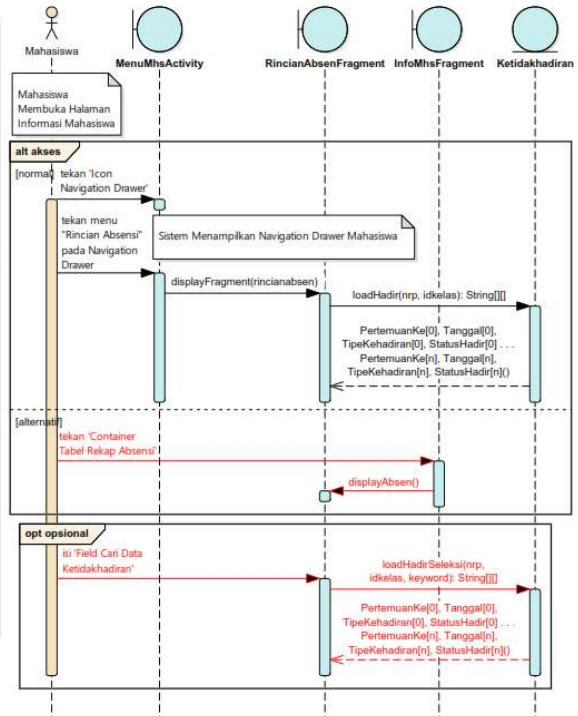 Mahasiswa
MenuMhsActivity
RincianAbsenFragment
InfoMhsFragment
Ketidakhadiran
Mahasiswa
Membuka Halaman
Informasi Mahasiswa
alt akses
[normal]
tekan 'Icon
Navigation Drawer'
tekan menu
"Rincian Absensi"
pada Navigation
Drawer
Sistem Menampilkan Navigation Drawer Mahasiswa
displayFragment(rincianabsen)
loadHadir(nrp, idkelas): String[][]
PertemuanKe[0], Tanggal[0],
TipeKehadiran[0], StatusHadir[0] . . .
PertemuanKe[n], Tanggal[n],
TipeKehadiran[n], StatusHadir[n]()
[alternatif]
tekan 'Container
Tabel Rekap Absensi'
displayAbsen()
opt opsional
isi 'Field Cari Data
Ketidakhadiran'
loadHadirSeleksi(nrp,
idkelas, keyword): String[][]
PertemuanKe[0], Tanggal[0],
TipeKehadiran[0], StatusHadir[0] . . .
PertemuanKe[n], Tanggal[n],
TipeKehadiran[n], StatusHadir[n]()